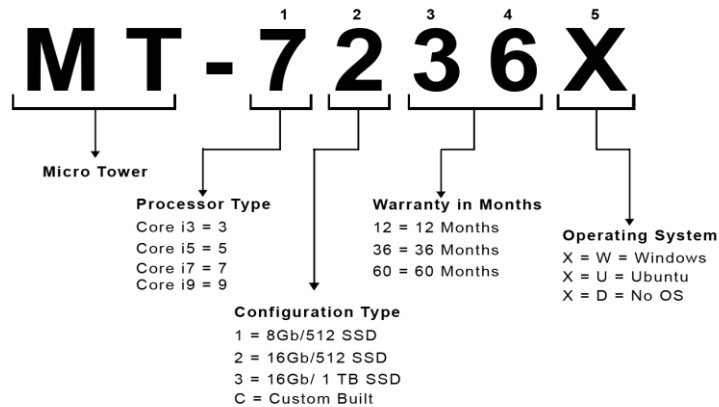 1 2 3 4 5
MT-7236X
Micro Tower
Processor Type
Core i3 = 3
Core i5 = 5
Core i7 = 7
Core i9 = 9
Configuration Type
1 = 8Gb/512 SSD
2 = 16Gb/512 SSD
3 = 16Gb/ 1 TB SSD
C = Custom Built
Warranty in Months
12 = 12 Months
36 = 36 Months
60 = 60 Months
Operating System
X = W = Windows
X = U = Ubuntu
X = D = No OS